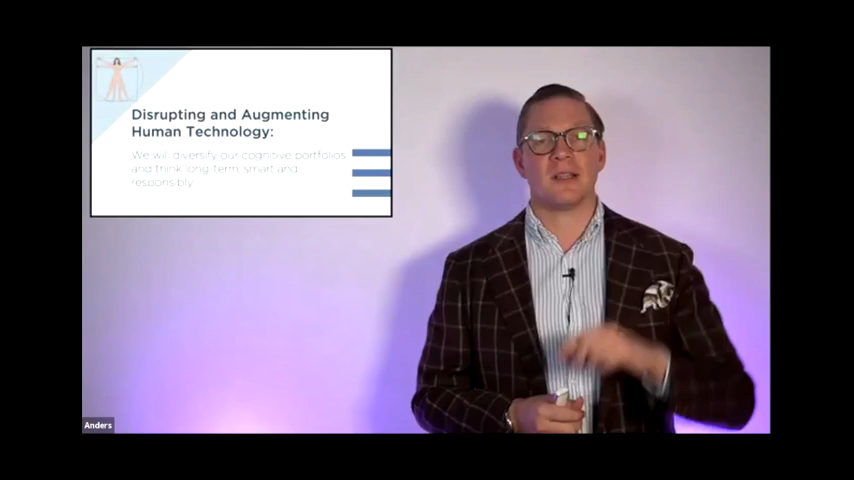 Disrupting and Augmenting
Human Technology:
We will diversify our cognitive portfolios
and think long-term, smart and
responsibly
Anders